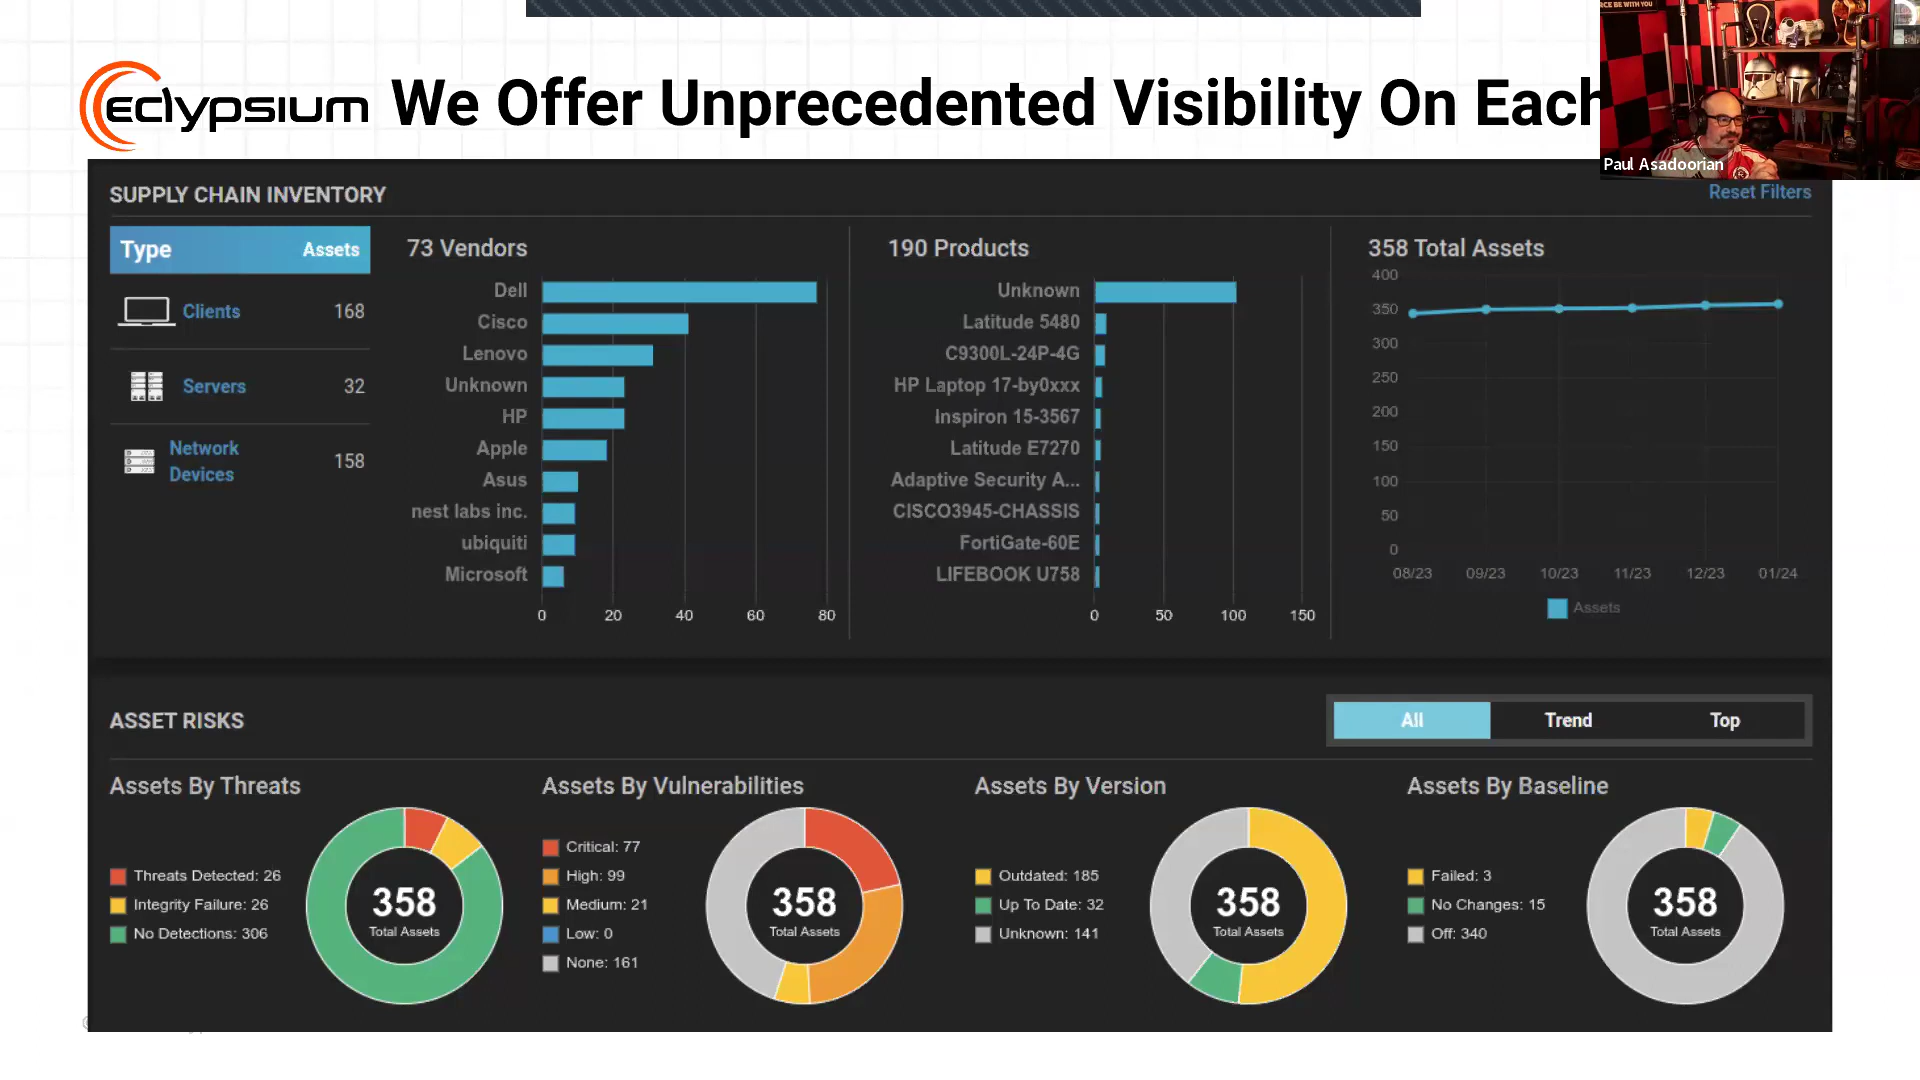 RCE BE WITH YOU
Eclypsium
We Offer Unprecedented Visibility On Each
Paul Asadoorian
SUPPLY CHAIN INVENTORY
Reset Filters
Type Assets
Clients 168
Servers 32
Network
Devices
158
73 Vendors
Dell
Cisco
Lenovo
Unknown
HP
Apple
Asus
nest labs inc.
ubiquiti
Microsoft
0 20 40 60 80
190 Products
Unknown
Latitude 5480
C9300L-24P-4G
HP Laptop 17-by0xxx
Inspiron 15-3567
Latitude E7270
Adaptive Security A...
CISCO3945-CHASSIS
FortiGate-60E
LIFEBOOK U758
0 50 100 150
358 Total Assets
400
350
300
250
200
150
100
50
0
08/23 09/23 10/23 11/23 12/23 01/24
Assets
ASSET RISKS
All Trend Top
Assets By Threats
Threats Detected: 26
Integrity Failure: 26
No Detections: 306
358
Total Assets
Assets By Vulnerabilities
Critical: 77
High: 99
Medium: 21
Low: 0
None: 161
358
Total Assets
Assets By Version
Outdated: 185
Up To Date: 32
Unknown: 141
358
Total Assets
Assets By Baseline
Failed: 3
No Changes: 15
Off: 340
358
Total Assets